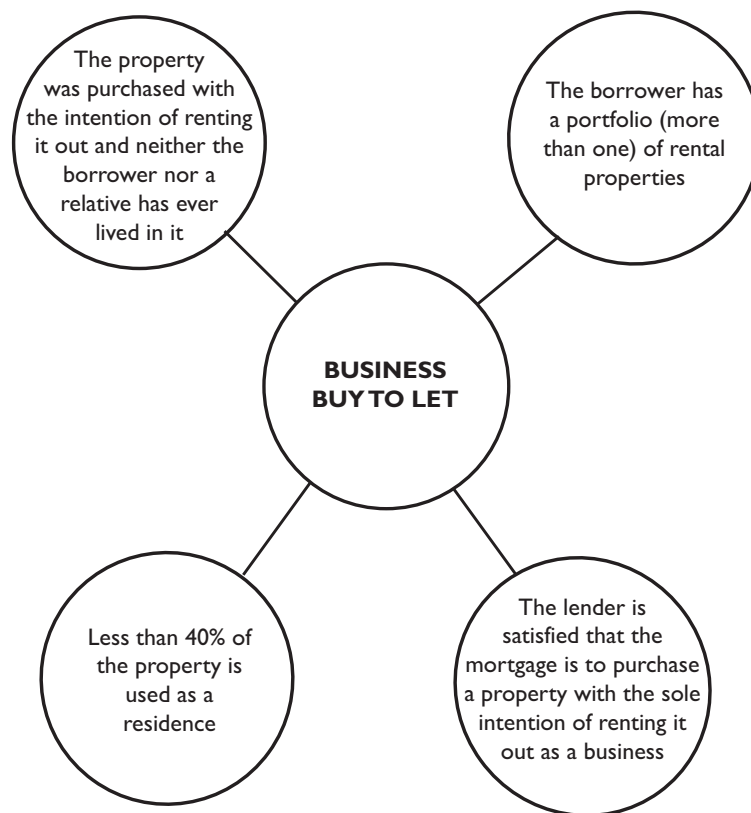 The property
was purchased with
the intention of renting
it out and neither the
borrower nor a
relative has ever
lived in it
The borrower has
a portfolio (more
than one) of rental
properties
BUSINESS
BUY TO LET
Less than 40% of
the property is
used as a
residence
The lender is
satisfied that the
mortgage is to purchase
a property with the sole
intention of renting it
out as a business